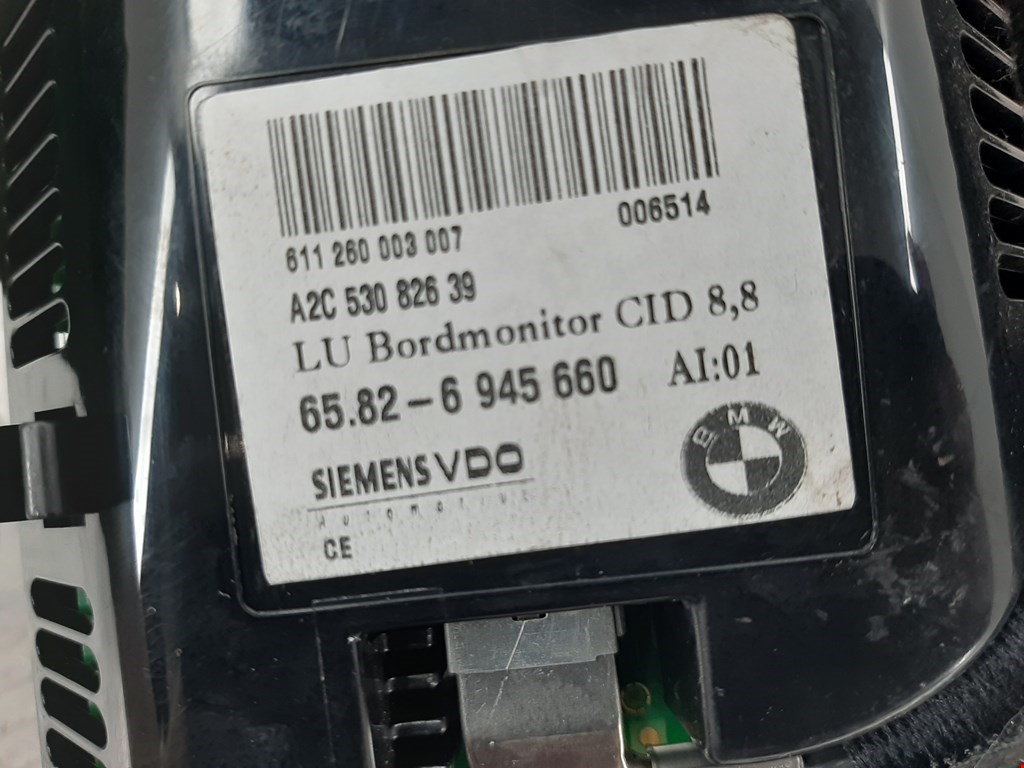 006514
611 260 003 007
A2C 530 826 39
LU Bordmonitor CID 8,8
65.82-6 945 660 AI:01
BMW
SIEMENS VDO
Automotive
CE